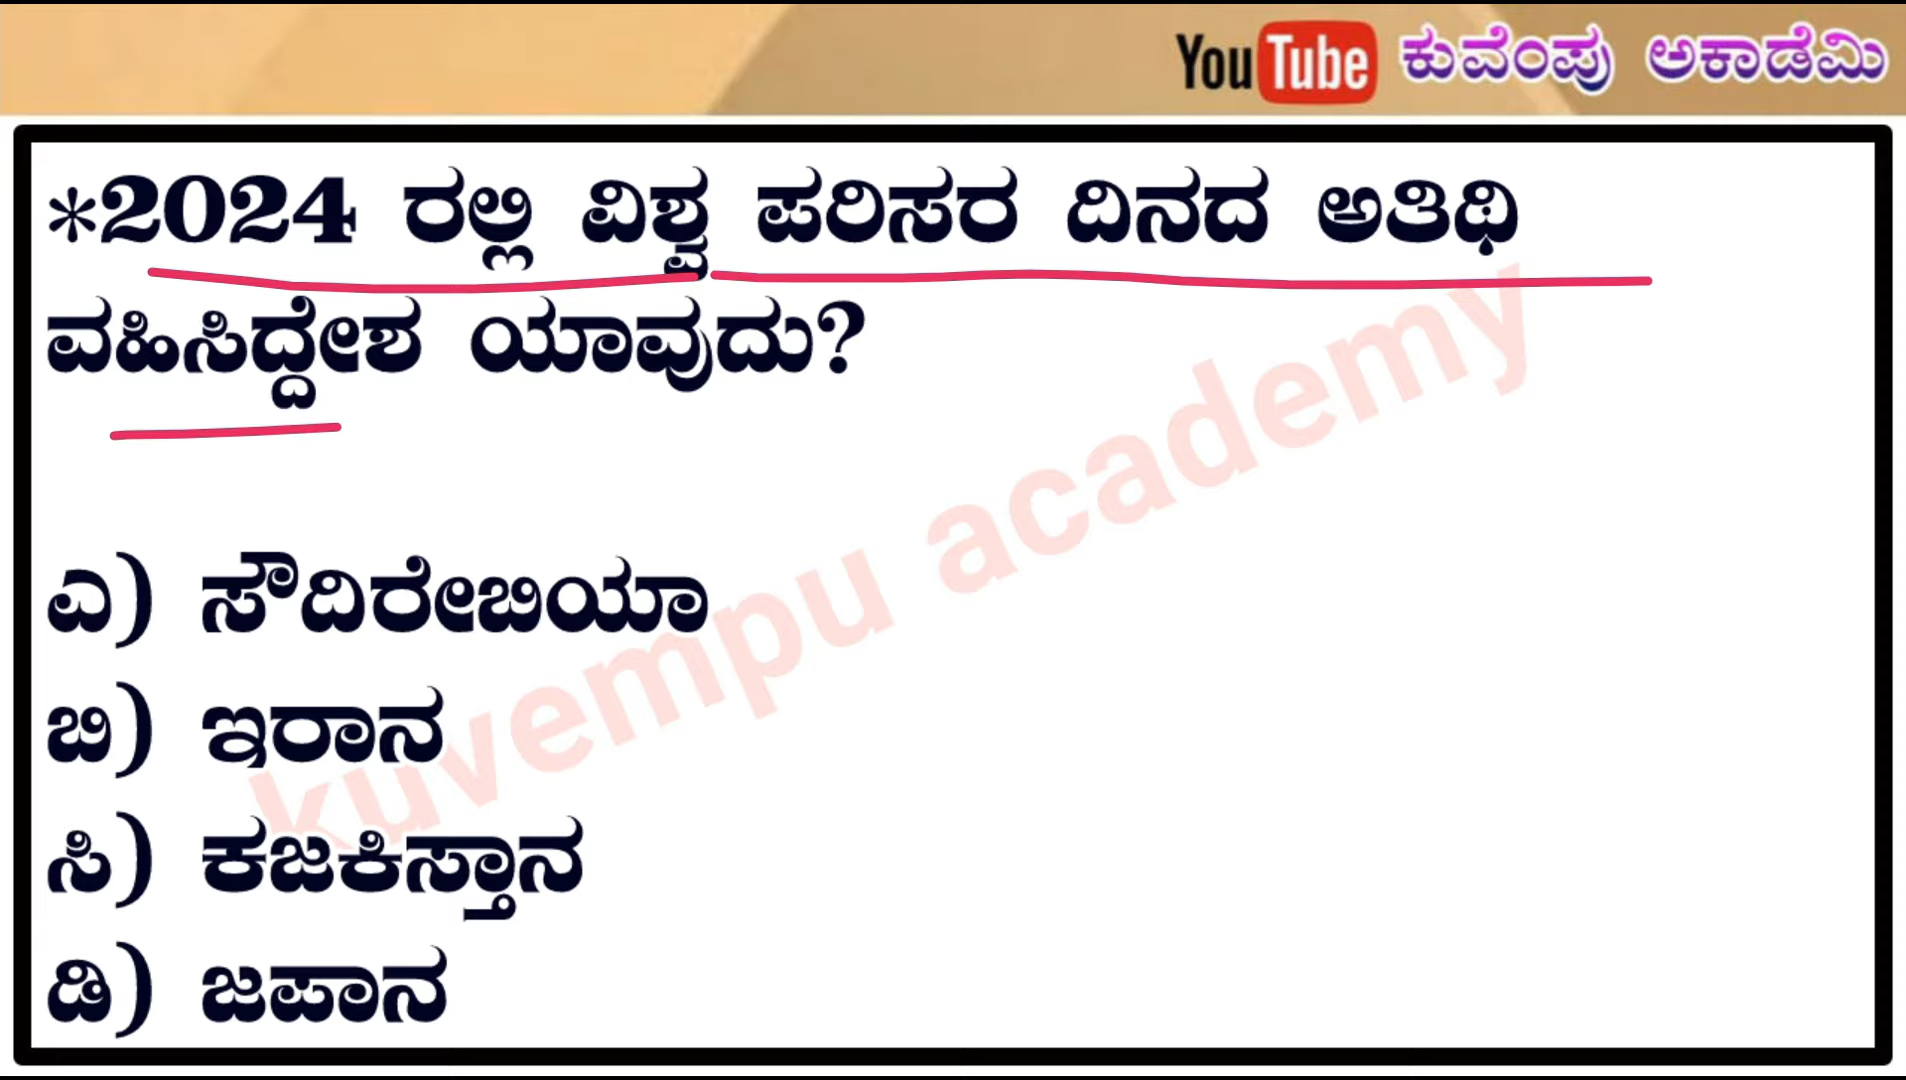 YouTube ಕುವೆಂಪು ಅಕಾಡೆಮಿ
*2024 ರಲ್ಲಿ ವಿಶ್ವ ಪರಿಸರ ದಿನದ ಅತಿಥಿ
ವಹಿಸಿದ್ದೇಶ ಯಾವುದು?
ಎ) ಸೌದಿರೇಬಿಯಾ
ಬಿ) ಇರಾನ
ಸಿ) ಕಜಕಿಸ್ತಾನ
ಡಿ) ಜಪಾನ
kuvempu academy